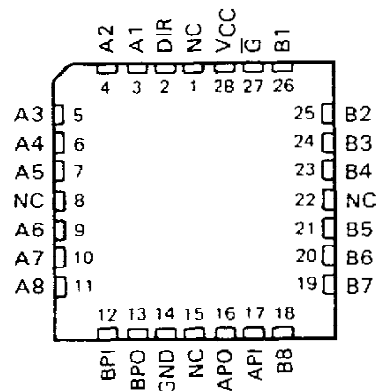 A2 A1 DIR NC VCC G̅ B1
4 3 2 1 28 27 26
A3 5 25 B2
A4 6 24 B3
A5 7 23 B4
NC 8 22 NC
A6 9 21 B5
A7 10 20 B6
A8 11 19 B7
12 13 14 15 16 17 18
BPI BPO GND NC APO API B8